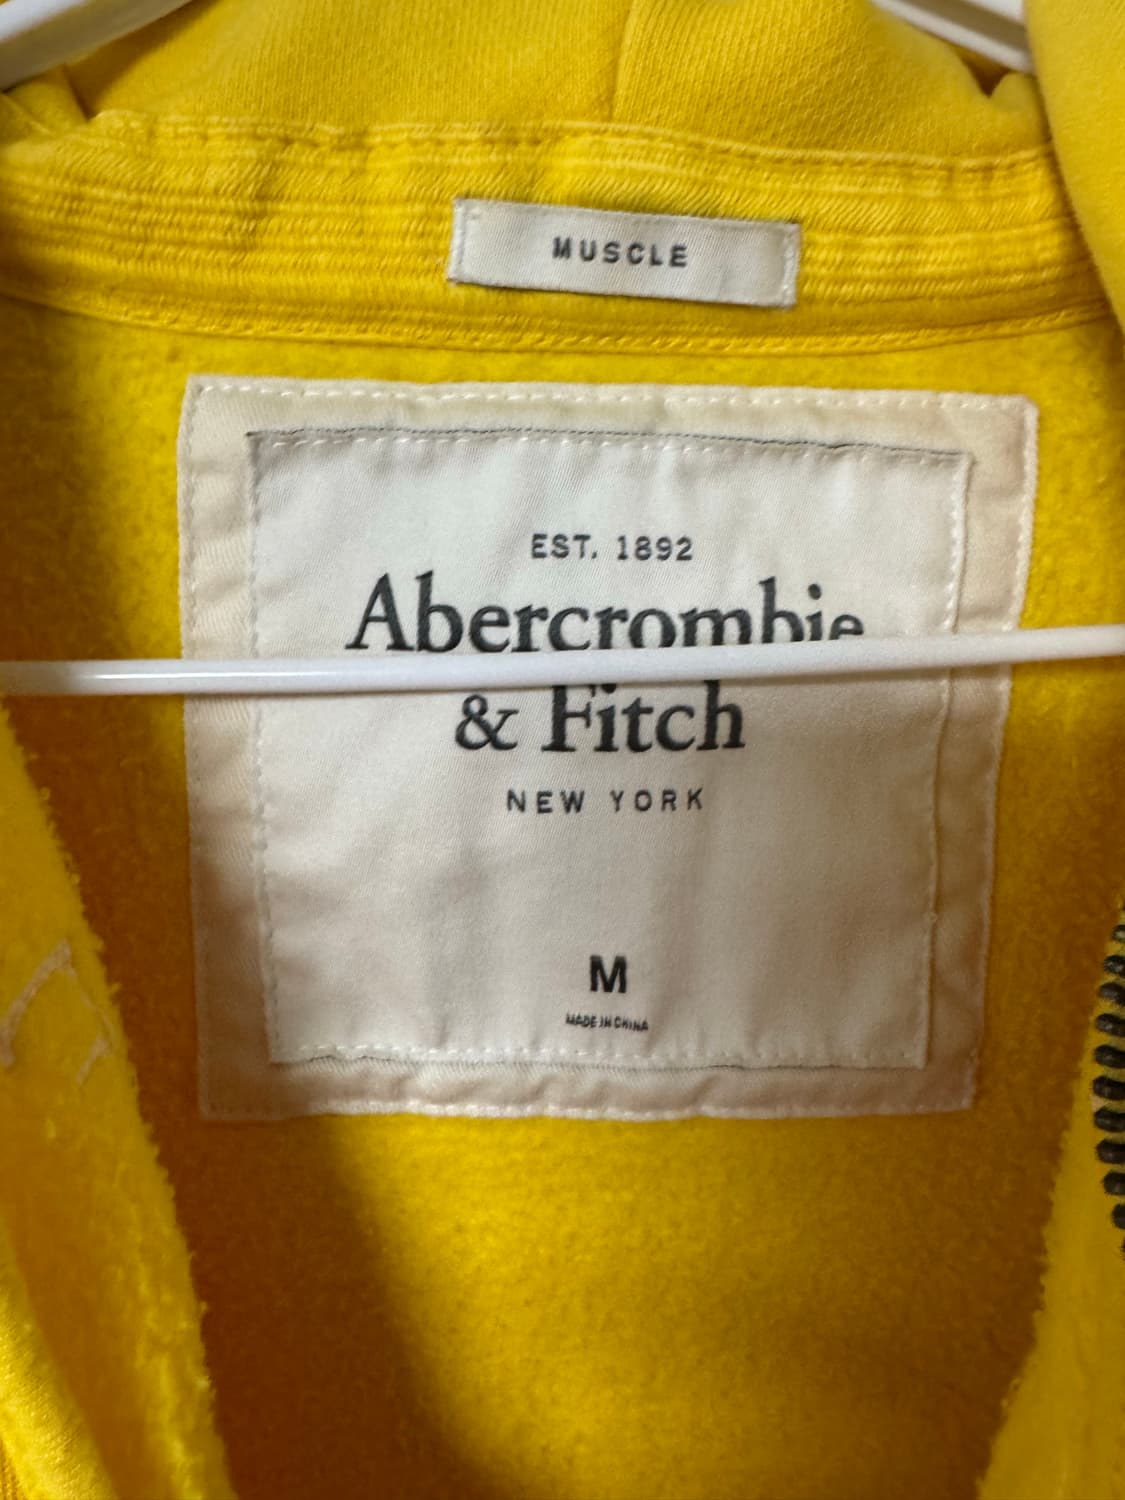 MUSCLE
EST. 1892
Abercrombie
& Fitch
NEW YORK
M
MADE IN CHINA